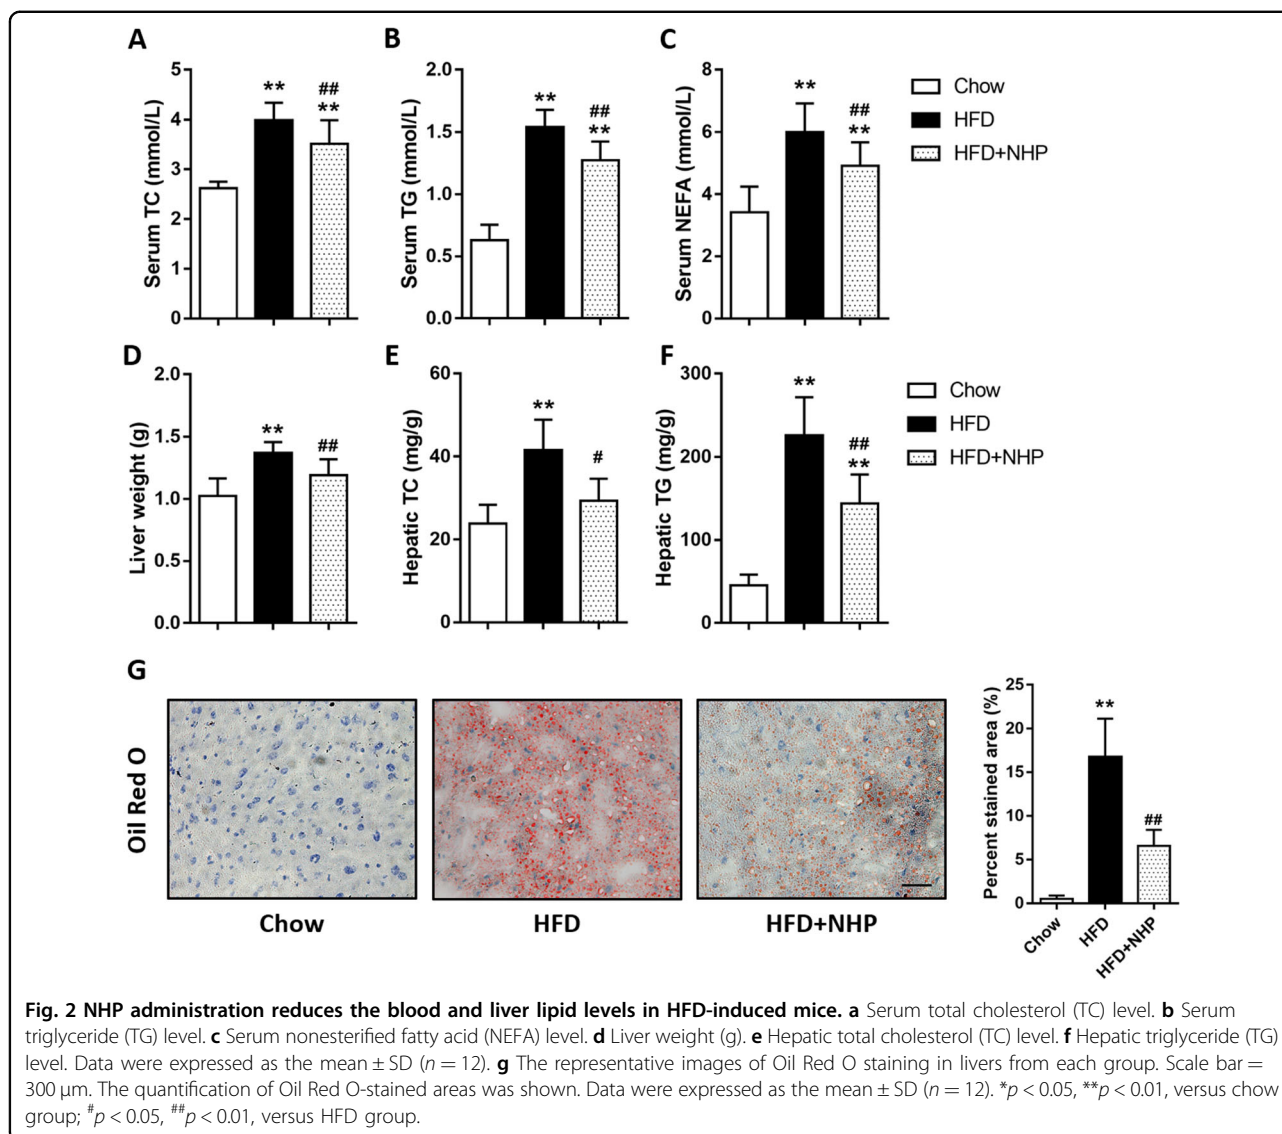 A
B
C
5
4
3
2
1
0
Serum TC (mmol/L)
**
##
**
2.0
1.5
1.0
0.5
0.0
Serum TG (mmol/L)
**
##
**
8
6
4
2
0
Serum NEFA (mmol/L)
**
##
**
Chow
HFD
HFD+NHP
D
E
F
2.0
1.5
1.0
0.5
0.0
Liver weight (g)
**
##
60
40
20
0
Hepatic TC (mg/g)
**
#
300
200
100
0
Hepatic TG (mg/g)
**
##
**
Chow
HFD
HFD+NHP
G
Oil Red O
Chow
HFD
HFD+NHP
25
20
15
10
5
0
Percent stained area (%)
**
##
Chow
HFD
HFD+NHP
Fig. 2 NHP administration reduces the blood and liver lipid levels in HFD-induced mice. a Serum total cholesterol (TC) level. b Serum
triglyceride (TG) level. c Serum nonesterified fatty acid (NEFA) level. d Liver weight (g). e Hepatic total cholesterol (TC) level. f Hepatic triglyceride (TG)
level. Data were expressed as the mean ± SD (n = 12). g The representative images of Oil Red O staining in livers from each group. Scale bar =
300 μm. The quantification of Oil Red O-stained areas was shown. Data were expressed as the mean ± SD (n = 12). *p < 0.05, **p < 0.01, versus chow
group; #p < 0.05, ##p < 0.01, versus HFD group.